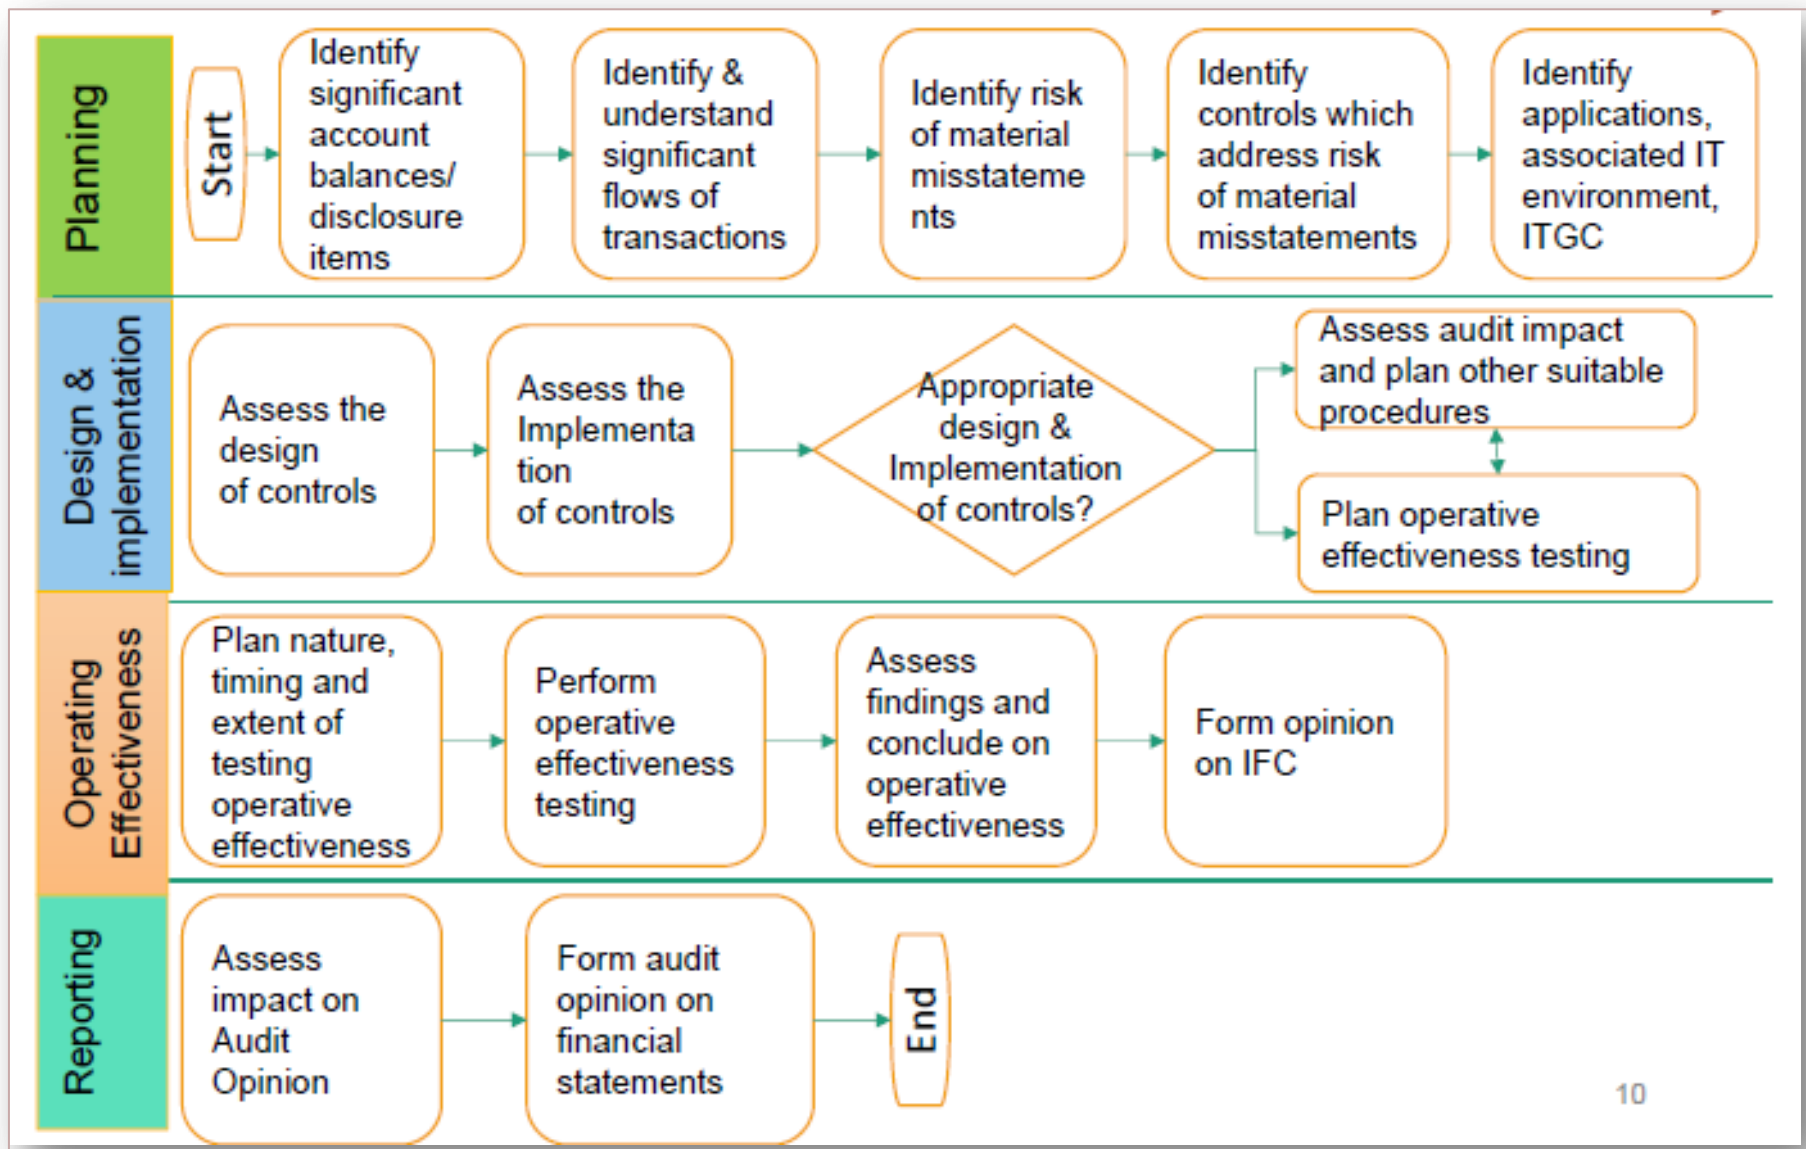 Planning
Start
Identify
significant
account
balances/
disclosure
items
Identify &
understand
significant
flows of
transactions
Identify risk
of material
misstateme
nts
Identify
controls which
address risk
of material
misstatements
Identify
applications,
associated IT
environment,
ITGC
Design &
implementation
Assess the
design
of controls
Assess the
Implementa
tion
of controls
Appropriate
design &
Implementation
of controls?
Assess audit impact
and plan other suitable
procedures
Plan operative
effectiveness testing
Operating
Effectiveness
Plan nature,
timing and
extent of
testing
operative
effectiveness
Perform
operative
effectiveness
testing
Assess
findings and
conclude on
operative
effectiveness
Form opinion
on IFC
Reporting
Assess
impact on
Audit
Opinion
Form audit
opinion on
financial
statements
End
10